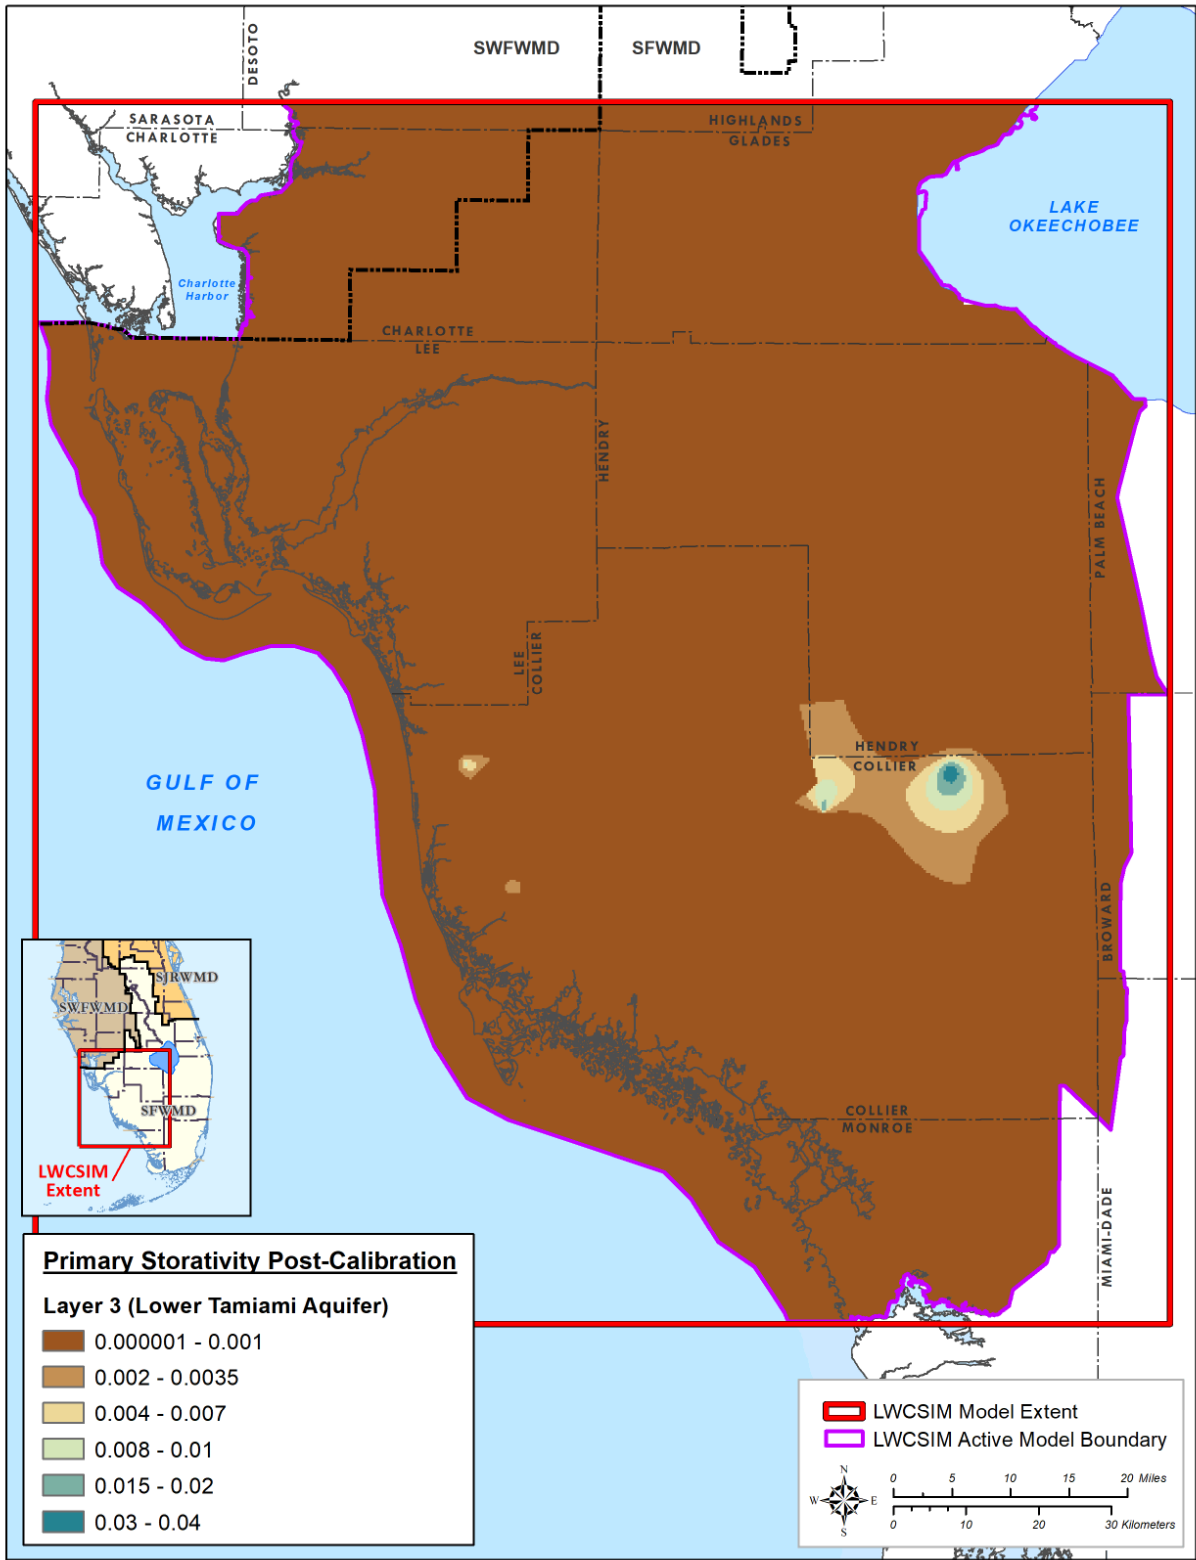 DESOTO
SWFWMD
SFWMD
SARASOTA
CHARLOTTE
HIGHLANDS
GLADES
LAKE
OKEECHOBEE
Charlotte
Harbor
CHARLOTTE
LEE
HENDRY
PALM BEACH
LEE
COLLIER
HENDRY
COLLIER
GULF OF
MEXICO
BROWARD
SJRWMD
SWFWMD
SFWMD
LWCSIM
Extent
COLLIER
MONROE
MIAMI-DADE
Primary Storativity Post-Calibration
Layer 3 (Lower Tamiami Aquifer)
0.000001 - 0.001
0.002 - 0.0035
0.004 - 0.007
0.008 - 0.01
0.015 - 0.02
0.03 - 0.04
LWCSIM Model Extent
LWCSIM Active Model Boundary
N
W E
S
0 5 10 15 20 Miles
0 10 20 30 Kilometers